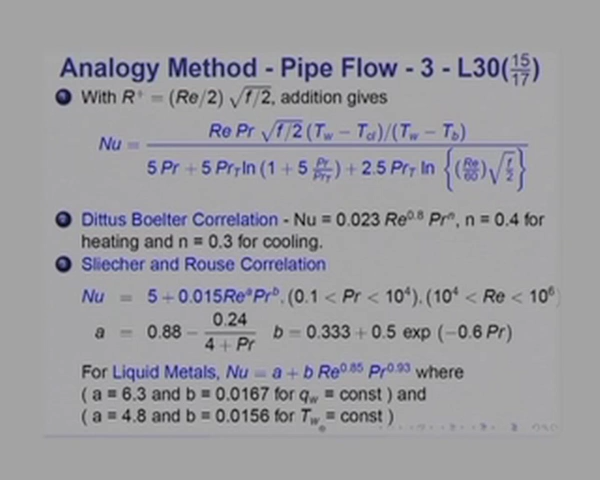 Analogy Method - Pipe Flow - 3 - L30(15/17)
1 With R⁺ = (Re/2) √f/2, addition gives
Nu = Re Pr √f/2 (T_w − T_cl)/(T_w − T_b) / 5 Pr + 5 Pr_T ln (1 + 5 Pr/Pr_T) + 2.5 Pr_T ln {(Re/60)√f/2}
2 Dittus Boelter Correlation - Nu = 0.023 Re^0.8 Pr^n, n = 0.4 for
heating and n = 0.3 for cooling.
3 Sliecher and Rouse Correlation
Nu = 5 + 0.015Re^a Pr^b, (0.1 < Pr < 10⁴), (10⁴ < Re < 10⁶
a = 0.88 − 0.24/4 + Pr b = 0.333 + 0.5 exp (−0.6 Pr)
For Liquid Metals, Nu = a + b Re^0.85 Pr^0.93 where
( a = 6.3 and b = 0.0167 for q_w = const ) and
( a = 4.8 and b = 0.0156 for T_w = const )